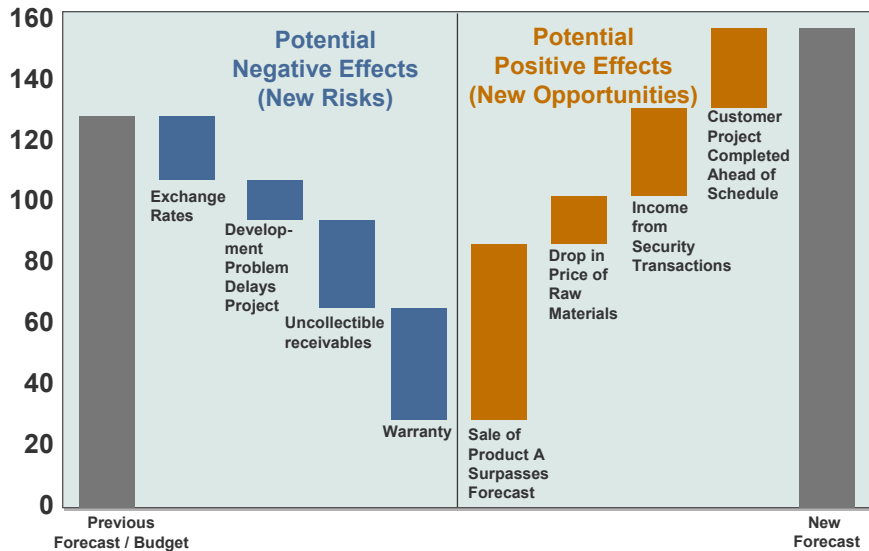 160
140
120
100
80
60
40
20
0
Potential
Negative Effects
(New Risks)
Potential
Positive Effects
(New Opportunities)
Exchange
Rates
Develop-
ment
Problem
Delays
Project
Uncollectible
receivables
Warranty
Sale of
Product A
Surpasses
Forecast
Drop in
Price of
Raw
Materials
Income
from
Security
Transactions
Customer
Project
Completed
Ahead of
Schedule
Previous
Forecast / Budget
New
Forecast